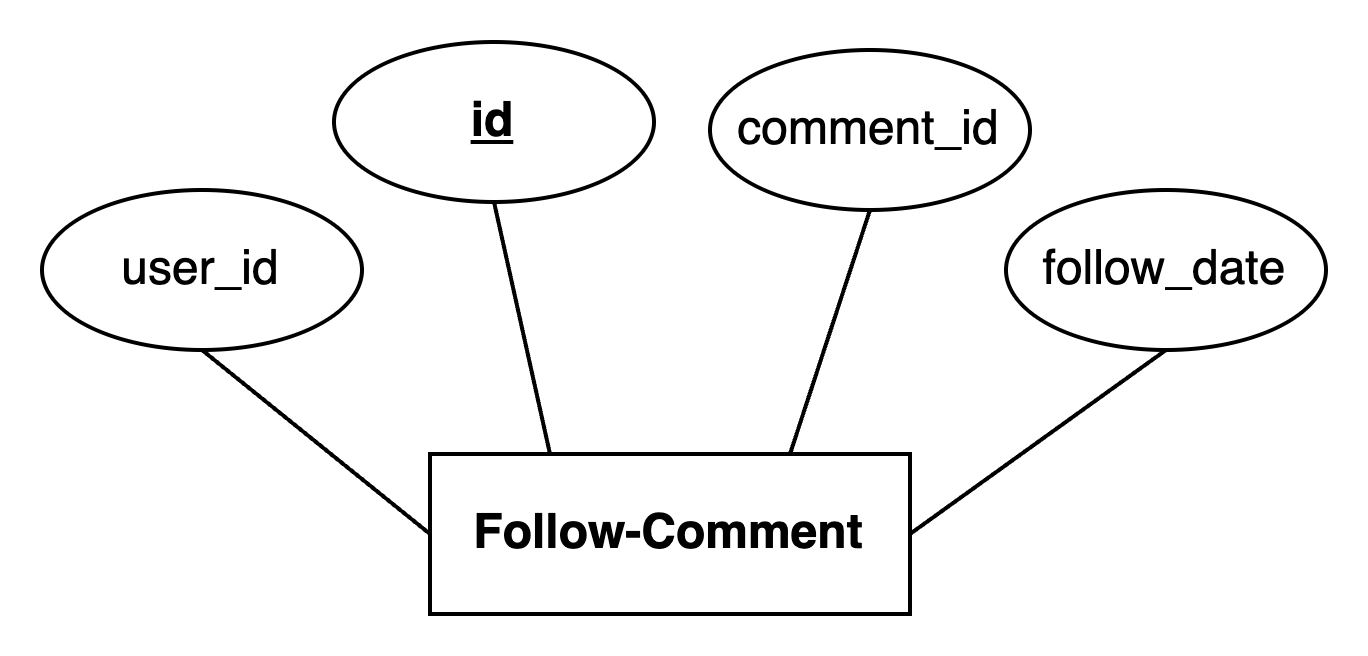 id
comment_id
user_id
follow_date
Follow-Comment